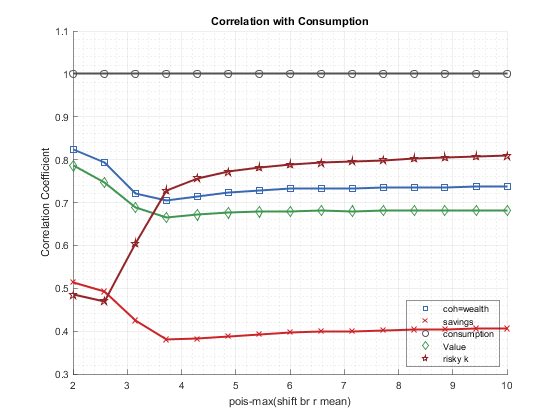 Correlation with Consumption
1.1
1
0.9
0.8
0.7
0.6
0.5
0.4
0.3
Correlation Coefficient
coh=wealth
savings
consumption
Value
risky k
2 3 4 5 6 7 8 9 10
pois-max(shift br r mean)